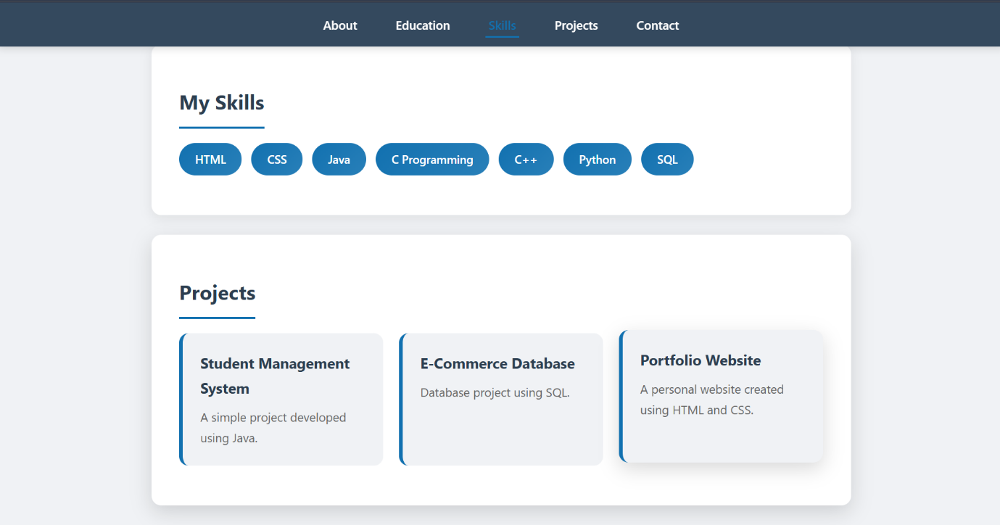 About Education Skills Projects Contact
My Skills
HTML CSS Java C Programming C++ Python SQL
Projects
Student Management
System
A simple project developed
using Java.
E-Commerce Database
Database project using SQL.
Portfolio Website
A personal website created
using HTML and CSS.